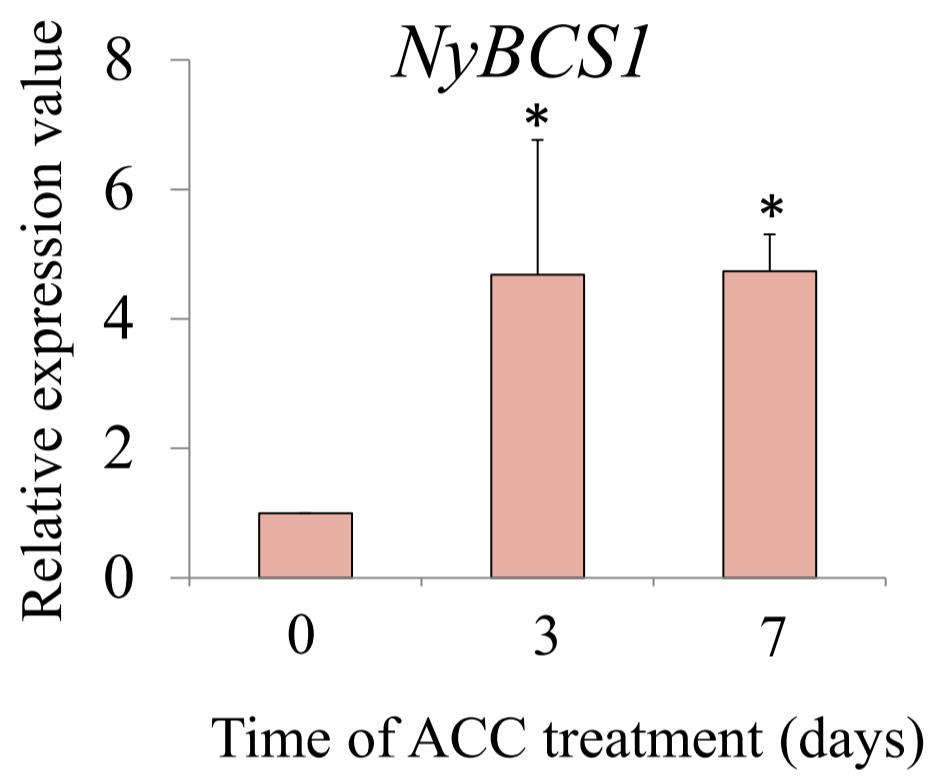 NyBCS1
Relative expression value
8
6
4
2
0
*
*
0 3 7
Time of ACC treatment (days)